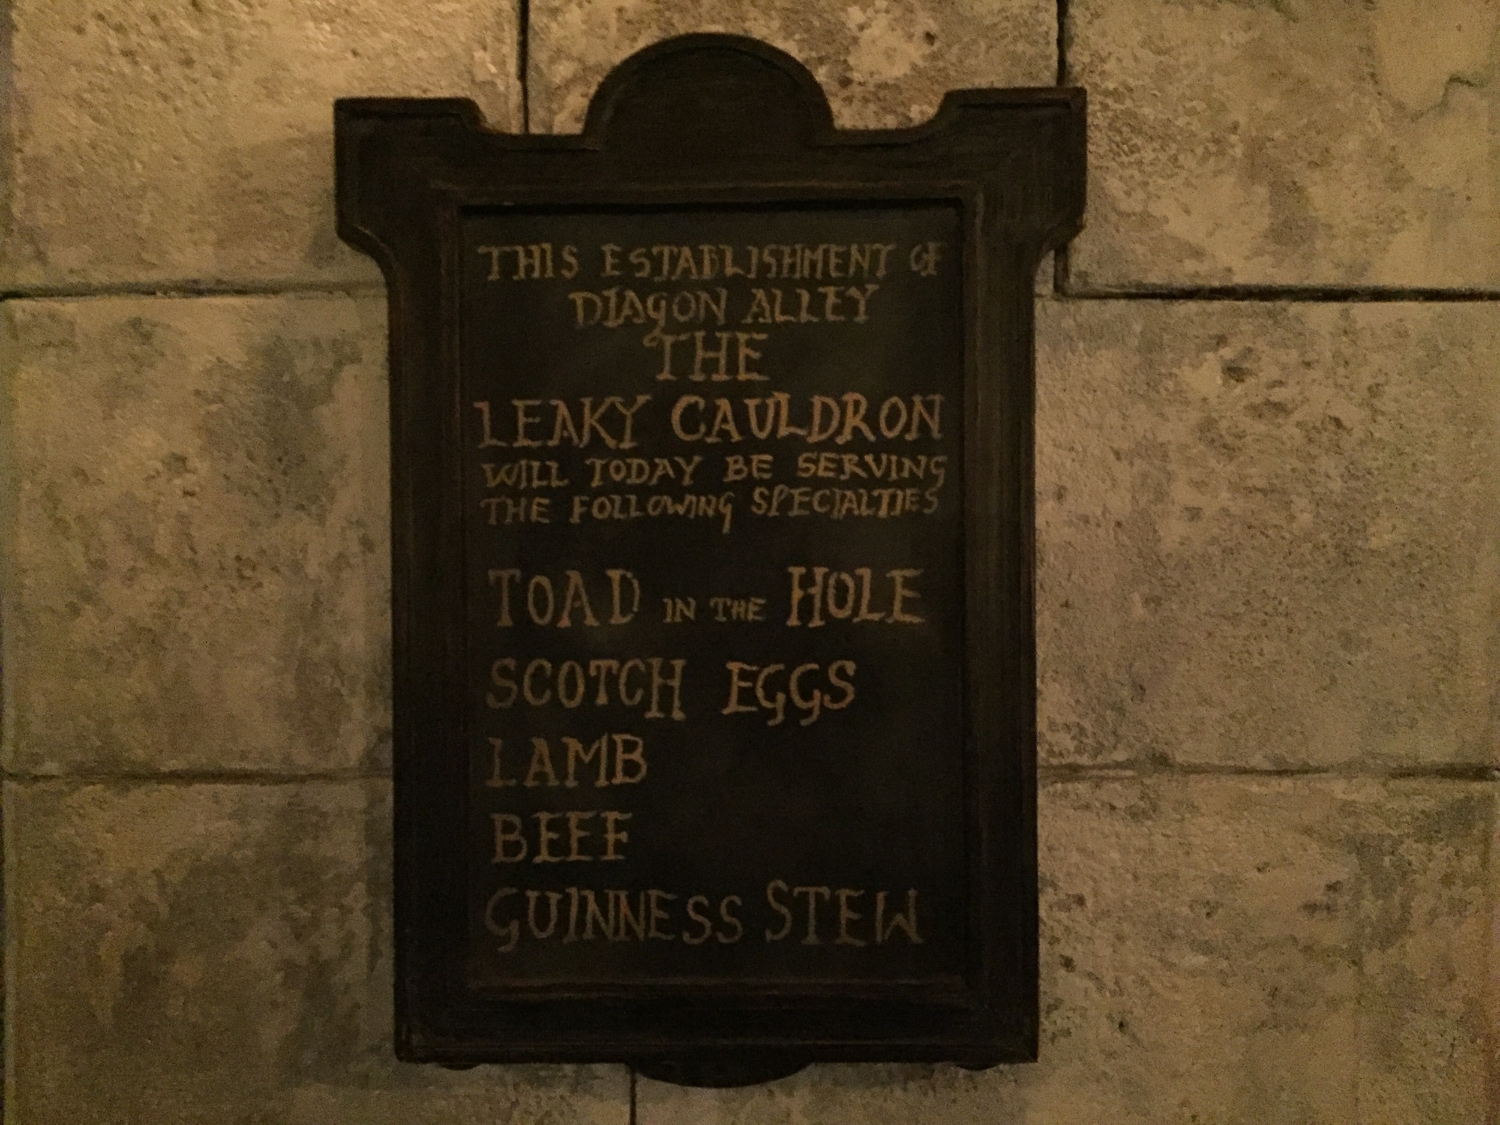 THIS ESTABLISHMENT OF
DIAGON ALLEY
THE
LEAKY CAULDRON
WILL TODAY BE SERVING
THE FOLLOWING SPECIALTIES
TOAD IN THE HOLE
SCOTCH EGGS
LAMB
BEEF
GUINNESS STEW